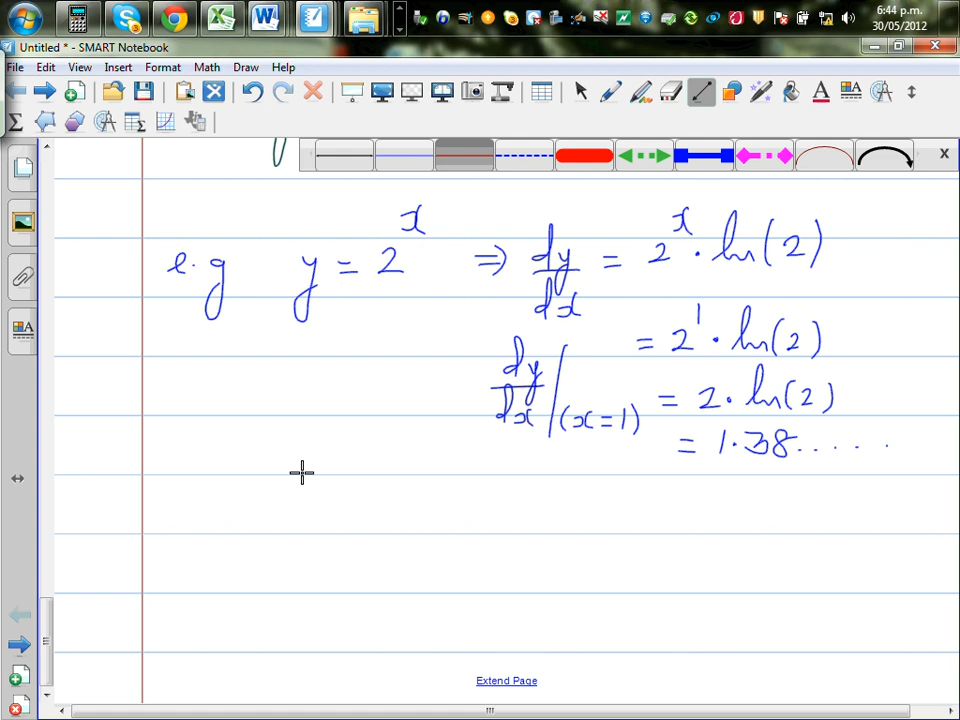 6:44 p.m.
30/05/2012
Untitled * - SMART Notebook
File Edit View Insert Format Math Draw Help
e.g y = 2^x ⇒ dy/dx = 2^x · ln(2)
= 2^1 · ln(2)
dy/dx |(x=1) = 2 · ln(2)
= 1.38......
Extend Page